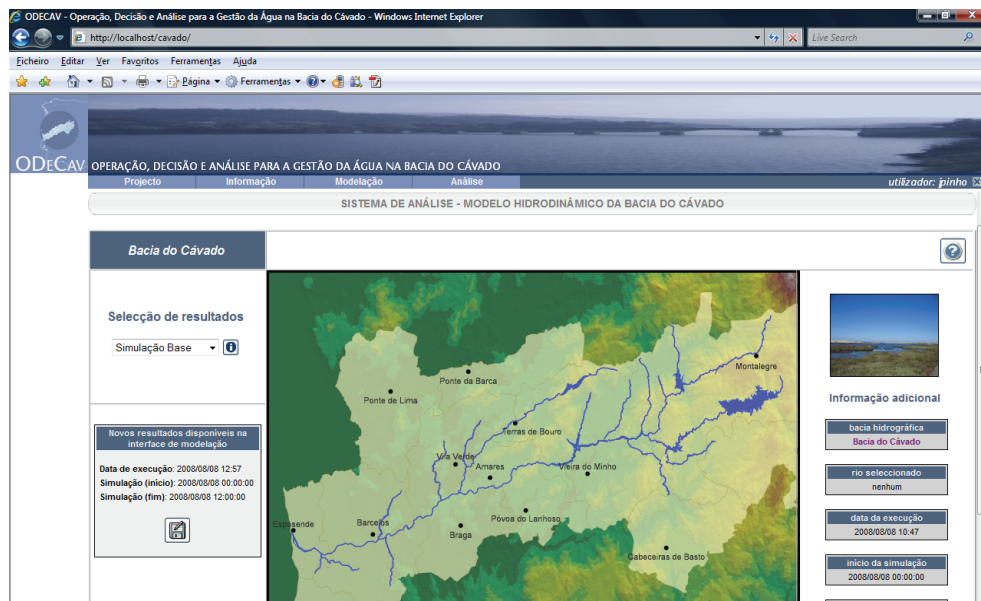 ODECAV - Operação, Decisão e Análise para a Gestão da Água na Bacia do Cávado - Windows Internet Explorer
http://localhost/cavado/
Live Search
Ficheiro Editar Ver Favoritos Ferramentas Ajuda
Página Ferramentas
ODECAV OPERAÇÃO, DECISÃO E ANÁLISE PARA A GESTÃO DA ÁGUA NA BACIA DO CÁVADO
Projecto Informação Modelação Análise utilizador: jpinho
SISTEMA DE ANÁLISE - MODELO HIDRODINÂMICO DA BACIA DO CÁVADO
Bacia do Cávado
Selecção de resultados
Simulação Base
Novos resultados disponíveis na
interface de modelação
Data de execução: 2008/08/08 12:57
Simulação (início): 2008/08/08 00:00:00
Simulação (fim): 2008/08/08 12:00:00
Montalegre
Ponte da Barca
Ponte de Lima
Terras de Bouro
Vila Verde
Amares
Vieira do Minho
Póvoa do Lanhoso
Esposende
Barcelos
Braga
Cabeceiras de Basto
Informação adicional
bacia hidrográfica
Bacia do Cávado
rio seleccionado
nenhum
data da execução
2008/08/08 10:47
início da simulação
2008/08/08 00:00:00